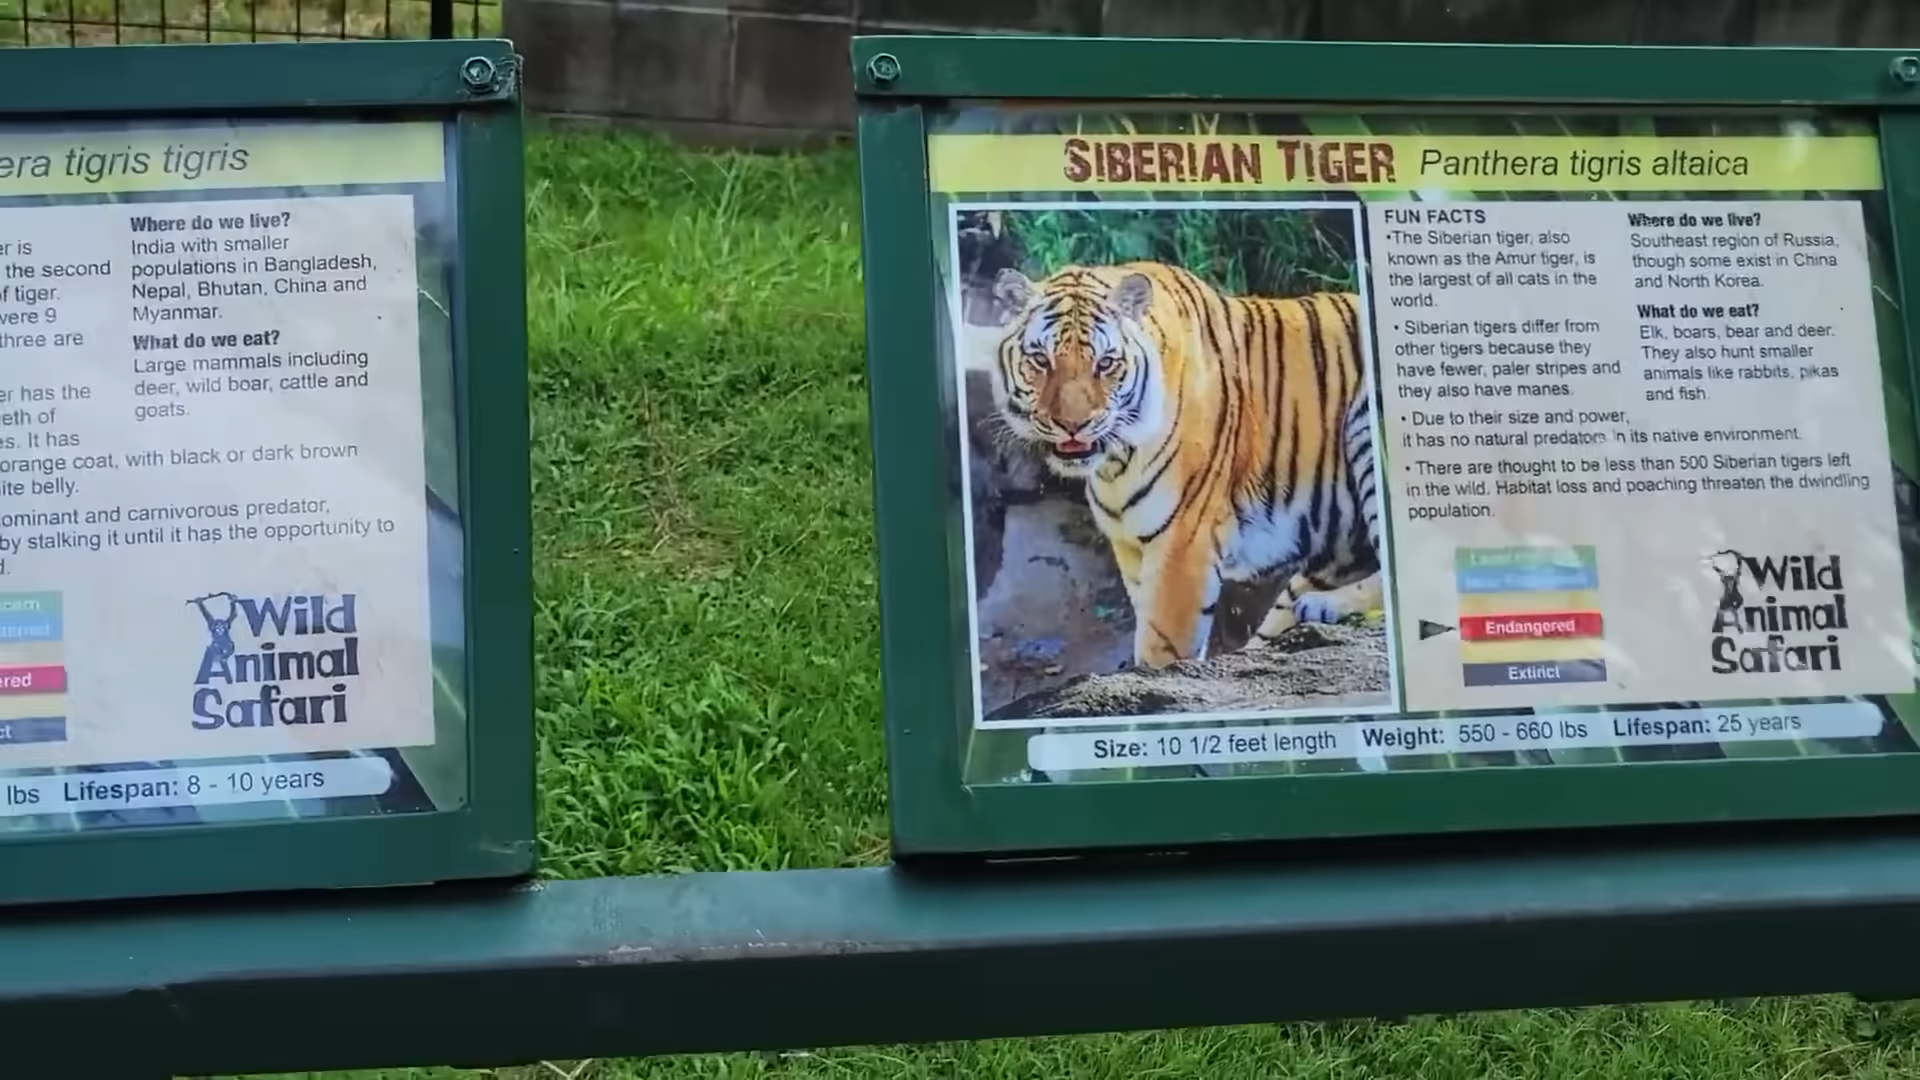 era tigris tigris
er is
the second
f tiger.
were 9
three are
er has the
eeth of
es. It has
orange coat, with black or dark brown
ite belly.
ominant and carnivorous predator,
by stalking it until it has the opportunity to
d.
Where do we live?
India with smaller
populations in Bangladesh,
Nepal, Bhutan, China and
Myanmar.
What do we eat?
Large mammals including
deer, wild boar, cattle and
goats.
ered
ct
Wild
Animal
Safari
lbs Lifespan: 8 - 10 years
SIBERIAN TIGER Panthera tigris altaica
FUN FACTS
•The Siberian tiger, also
known as the Amur tiger, is
the largest of all cats in the
world.
• Siberian tigers differ from
other tigers because they
have fewer, paler stripes and
they also have manes.
• Due to their size and power,
it has no natural predators in its native environment.
• There are thought to be less than 500 Siberian tigers left
in the wild. Habitat loss and poaching threaten the dwindling
population.
Where do we live?
Southeast region of Russia,
though some exist in China
and North Korea.
What do we eat?
Elk, boars, bear and deer.
They also hunt smaller
animals like rabbits, pikas
and fish.
Endangered
Extinct
Wild
Animal
Safari
Size: 10 1/2 feet length Weight: 550 - 660 lbs Lifespan: 25 years